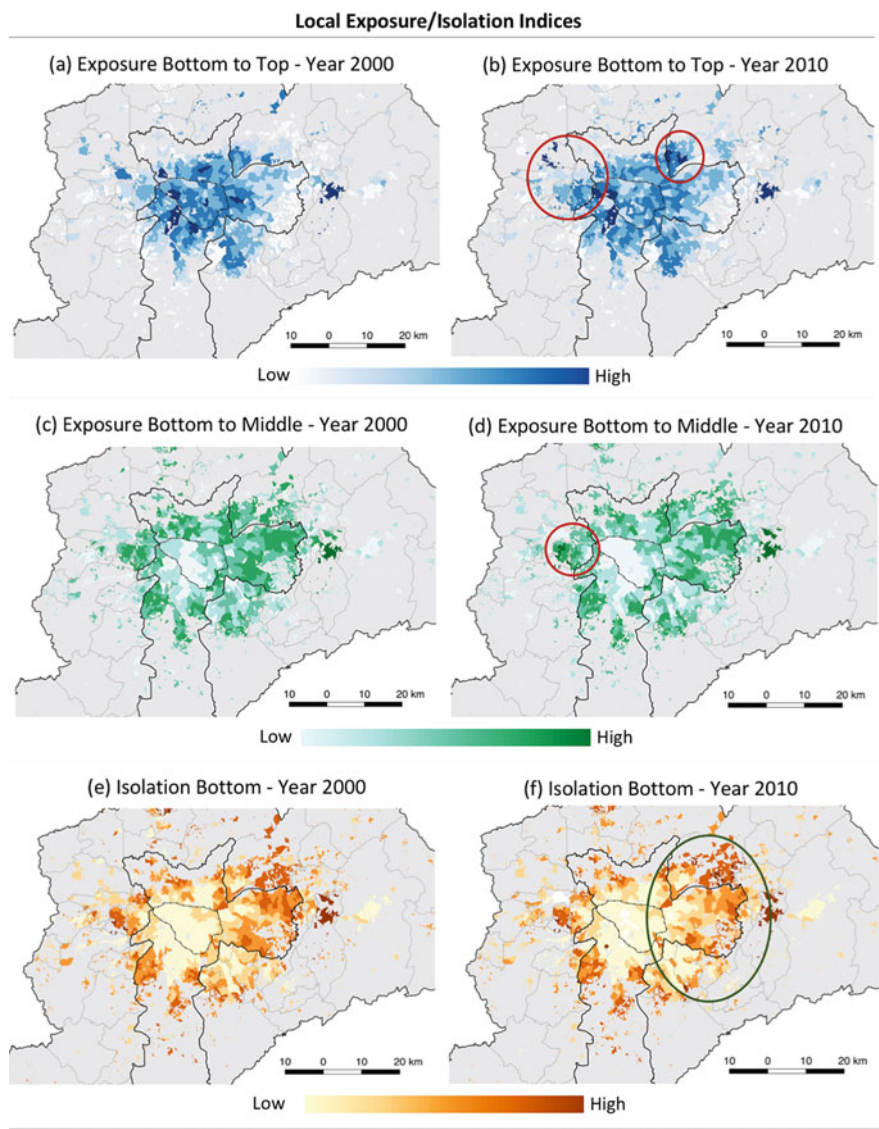 Local Exposure/Isolation Indices
(a) Exposure Bottom to Top - Year 2000
(b) Exposure Bottom to Top - Year 2010
10 0 10 20 km
10 0 10 20 km
Low High
(c) Exposure Bottom to Middle - Year 2000
(d) Exposure Bottom to Middle - Year 2010
10 0 10 20 km
10 0 10 20 km
Low High
(e) Isolation Bottom - Year 2000
(f) Isolation Bottom - Year 2010
10 0 10 20 km
10 0 10 20 km
Low High